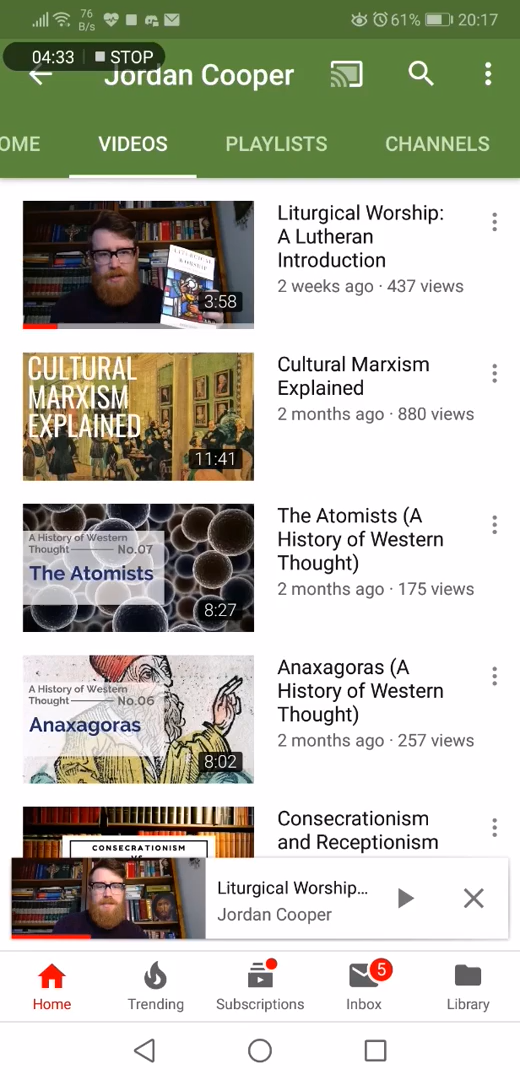 76
B/s
61%
20:17
04:33
STOP
Jordan Cooper
OME
VIDEOS
PLAYLISTS
CHANNELS
3:58
Liturgical Worship:
A Lutheran
Introduction
2 weeks ago · 437 views
CULTURAL
MARXISM
EXPLAINED
11:41
Cultural Marxism
Explained
2 months ago · 880 views
A History of Western
Thought
No.07
The Atomists
8:27
The Atomists (A
History of Western
Thought)
2 months ago · 175 views
A History of Western
Thought
No.06
Anaxagoras
8:02
Anaxagoras (A
History of Western
Thought)
2 months ago · 257 views
CONSECRATIONISM
Consecrationism
and Receptionism
Liturgical Worship...
Jordan Cooper
Home
Trending
Subscriptions
5
Inbox
Library